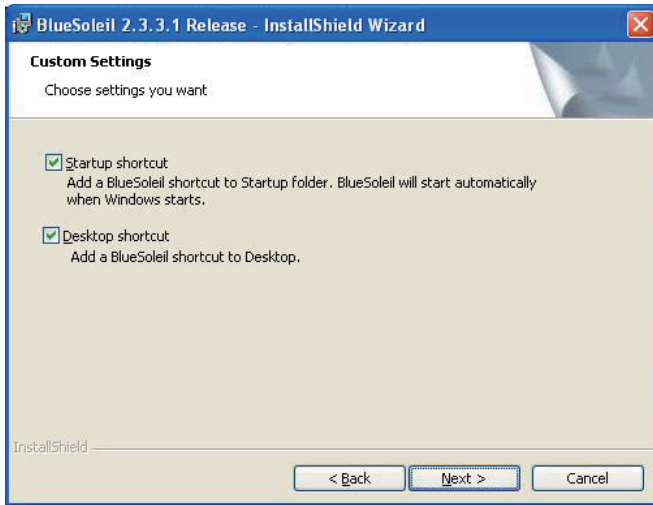 BlueSoleil 2.3.3.1 Release - InstallShield Wizard
Custom Settings
Choose settings you want
Startup shortcut
Add a BlueSoleil shortcut to Startup folder. BlueSoleil will start automatically
when Windows starts.
Desktop shortcut
Add a BlueSoleil shortcut to Desktop.
InstallShield
< Back Next > Cancel